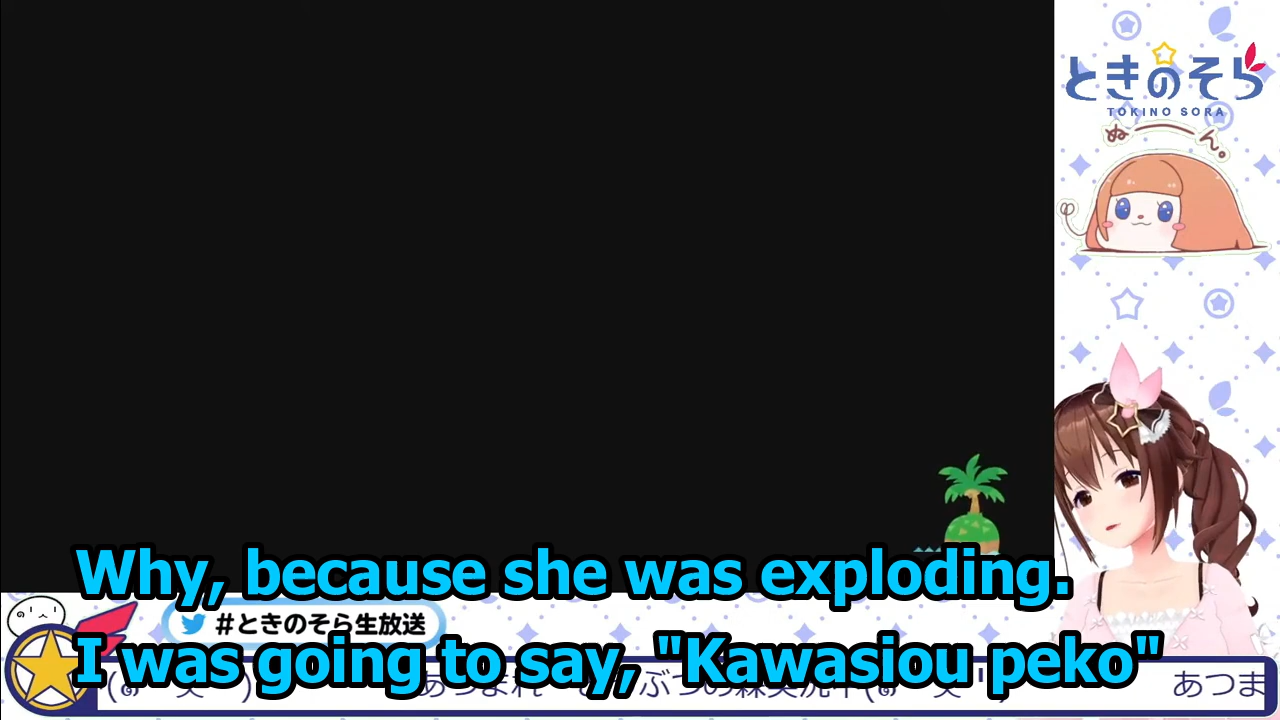 ときのそら
TOKINO SORA
ぬーん。
Why, because she was exploding.
#ときのそら生放送
I was going to say, "Kawasiou peko"
あつま